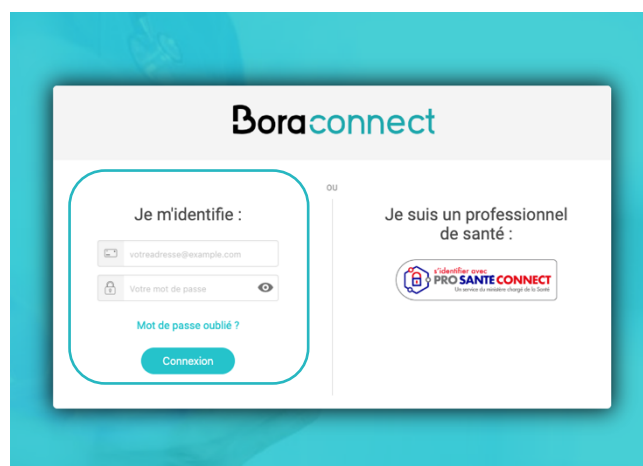 Boraconnect
Je m'identifie :
votreadresse@example.com
Votre mot de passe
Mot de passe oublié ?
Connexion
ou
Je suis un professionnel
de santé :
s'identifier avec
PRO SANTE CONNECT
Un service du ministère chargé de la Santé